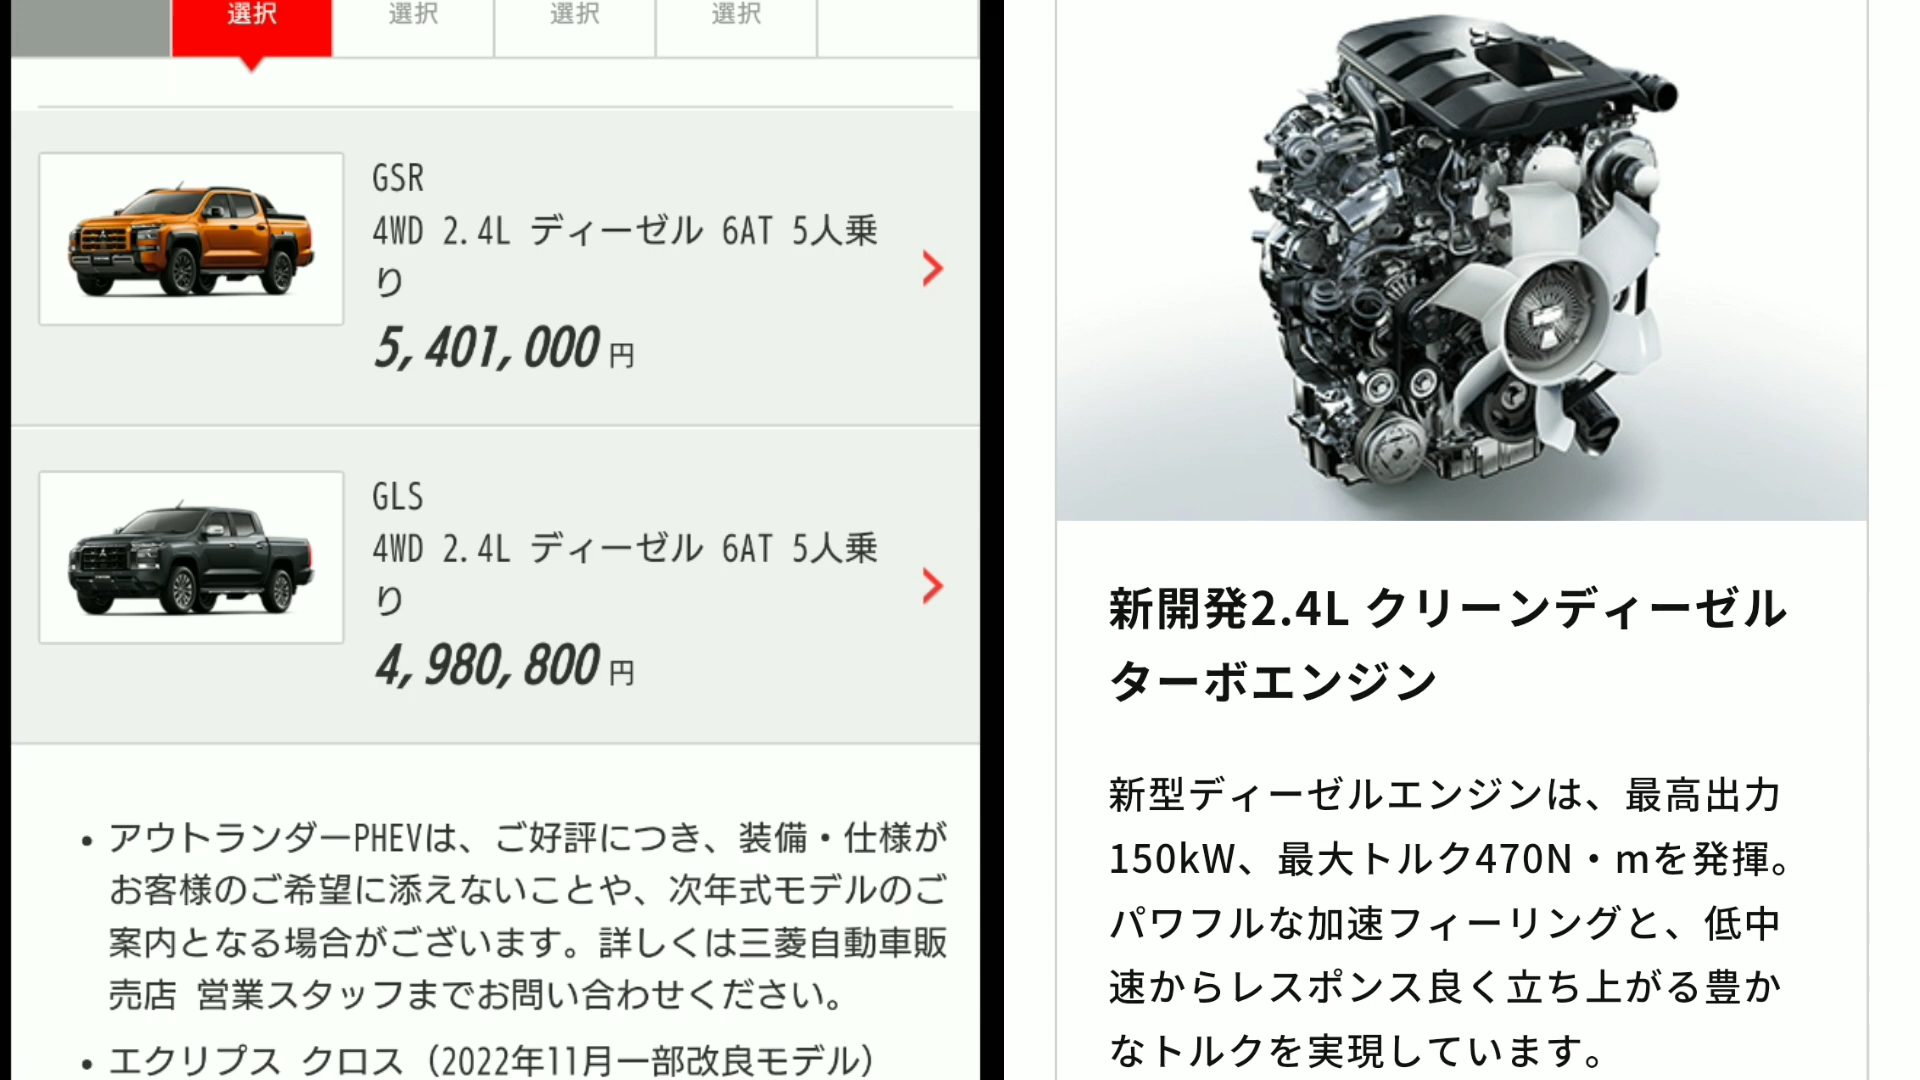 選択
選択
選択
選択
GSR
4WD 2.4L ディーゼル 6AT 5人乗
り
5,401,000 円
GLS
4WD 2.4L ディーゼル 6AT 5人乗
り
4,980,800 円
• アウトランダーPHEVは、ご好評につき、装備・仕様が
お客様のご希望に添えないことや、次年式モデルのご
案内となる場合がございます。詳しくは三菱自動車販
売店 営業スタッフまでお問い合わせください。
• エクリプス クロス（2022年11月一部改良モデル）
新開発2.4L クリーンディーゼル
ターボエンジン
新型ディーゼルエンジンは、最高出力
150kW、最大トルク470N・mを発揮。
パワフルな加速フィーリングと、低中
速からレスポンス良く立ち上がる豊か
なトルクを実現しています。